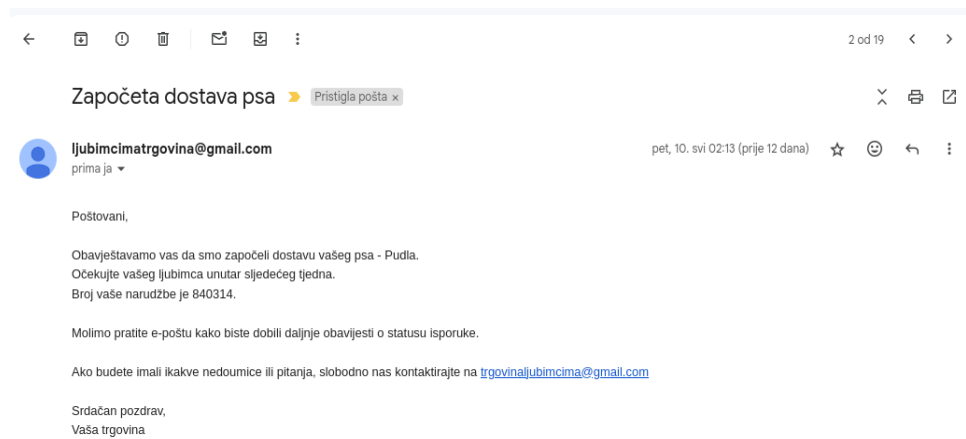 2 od 19
Započeta dostava psa Pristigla pošta ×
ljubimcimatrgovina@gmail.com pet, 10. svi 02:13 (prije 12 dana)
prima ja
Poštovani,
Obavještavamo vas da smo započeli dostavu vašeg psa - Pudla.
Očekujte vašeg ljubimca unutar sljedećeg tjedna.
Broj vaše narudžbe je 840314.
Molimo pratite e-poštu kako biste dobili daljnje obavijesti o statusu isporuke.
Ako budete imali ikakve nedoumice ili pitanja, slobodno nas kontaktirajte na trgovinaljubimcima@gmail.com
Srdačan pozdrav,
Vaša trgovina